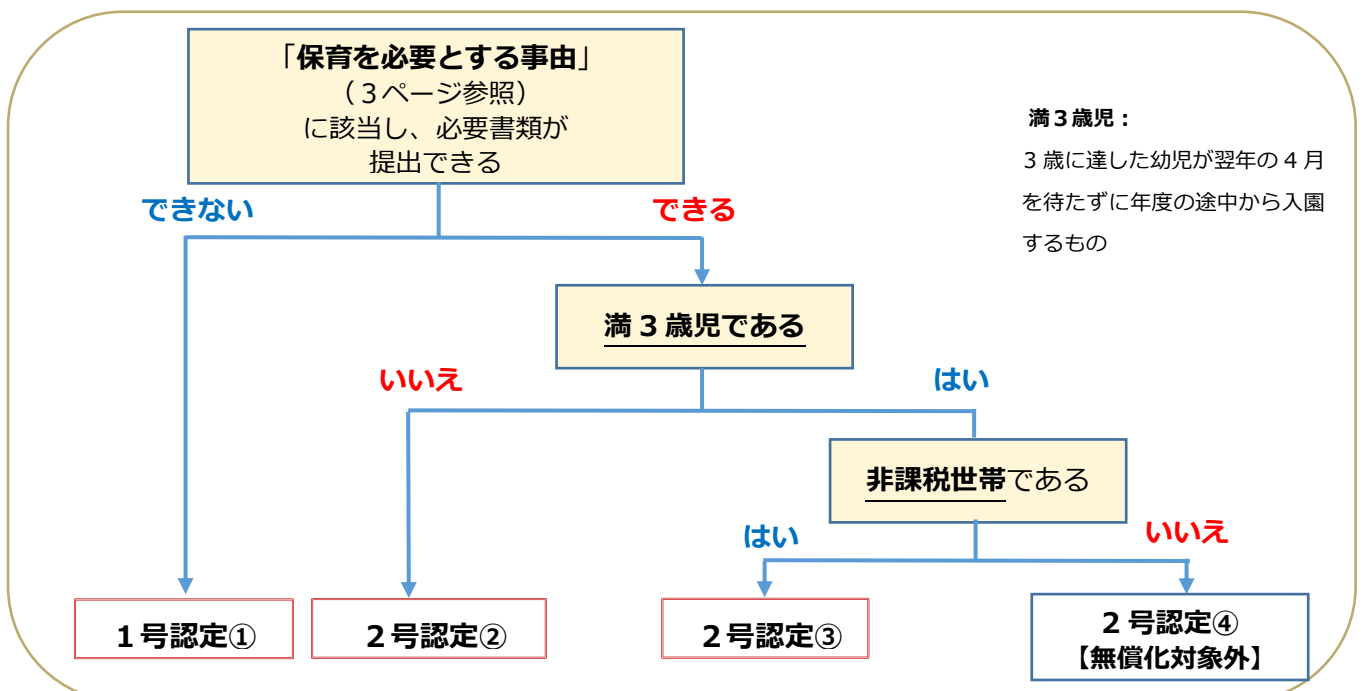 「保育を必要とする事由」
（３ページ参照）
に該当し、必要書類が
提出できる
満３歳児：
３歳に達した幼児が翌年の４月
を待たずに年度の途中から入園
するもの
できない
できる
満３歳児である
いいえ
はい
非課税世帯である
はい
いいえ
１号認定①
２号認定②
２号認定③
２号認定④
【無償化対象外】